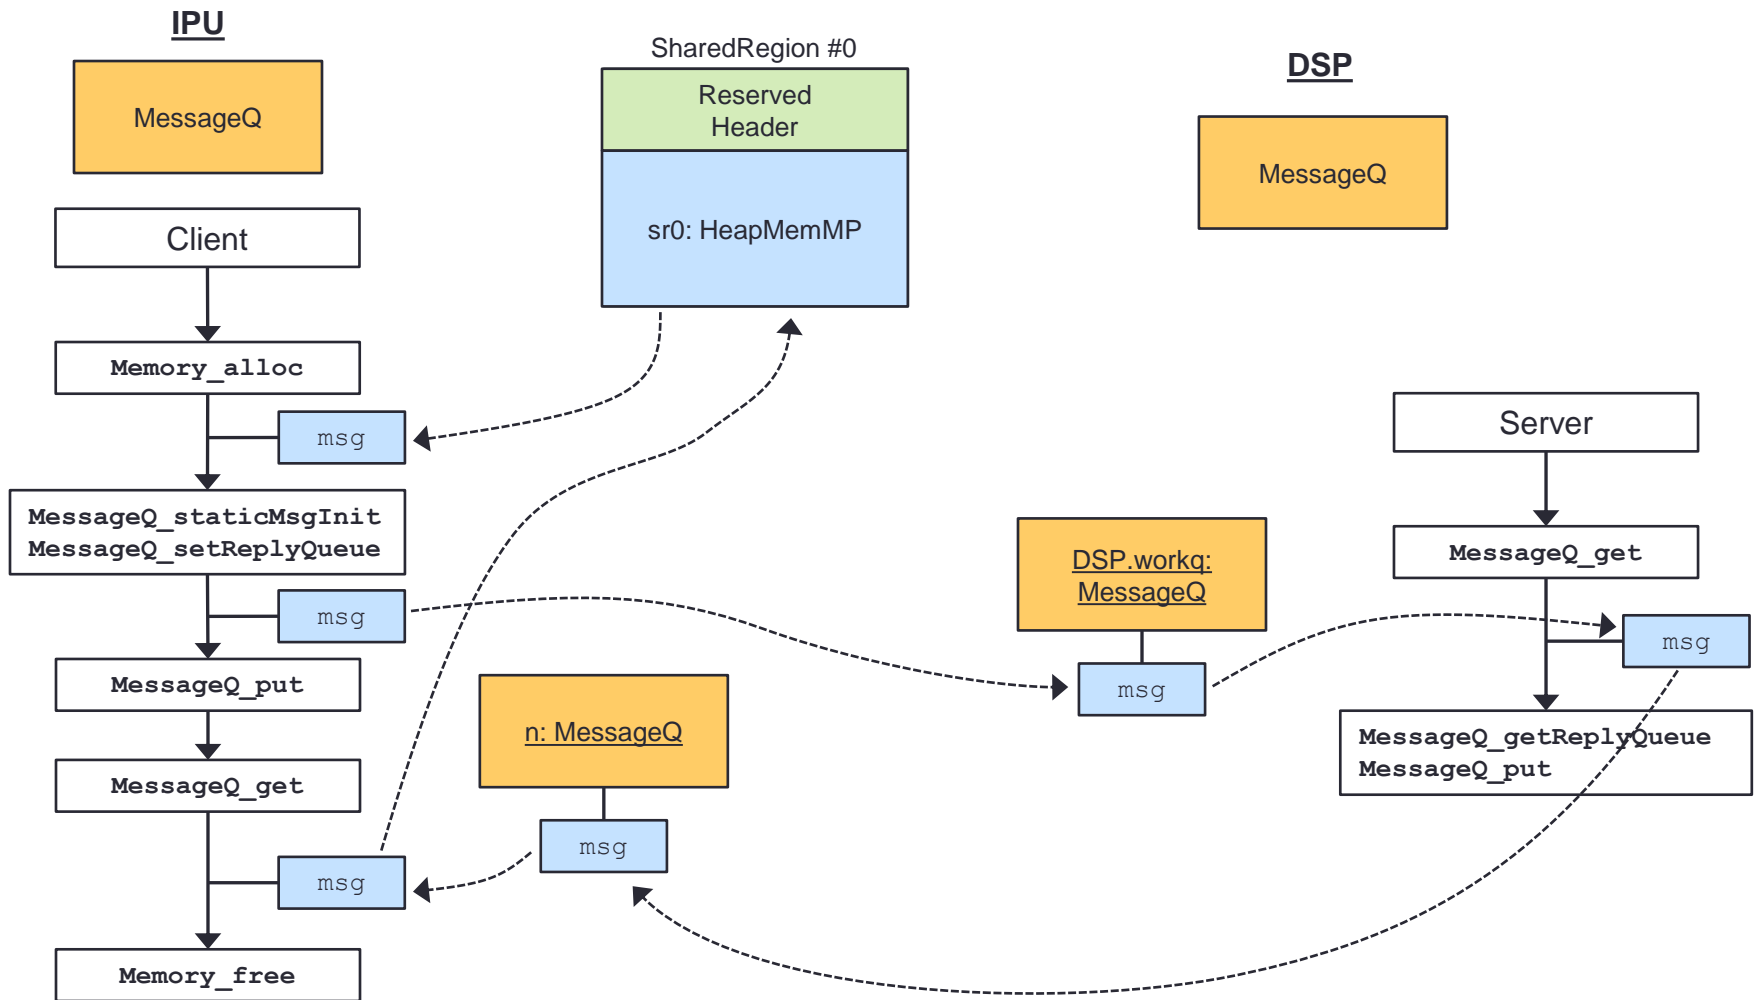 IPU
MessageQ
Client
Memory_alloc
msg
MessageQ_staticMsgInit
MessageQ_setReplyQueue
msg
MessageQ_put
MessageQ_get
msg
Memory_free
SharedRegion #0
Reserved
Header
sr0: HeapMemMP
n: MessageQ
msg
DSP
MessageQ
DSP.workq:
MessageQ
msg
Server
MessageQ_get
msg
MessageQ_getReplyQueue
MessageQ_put